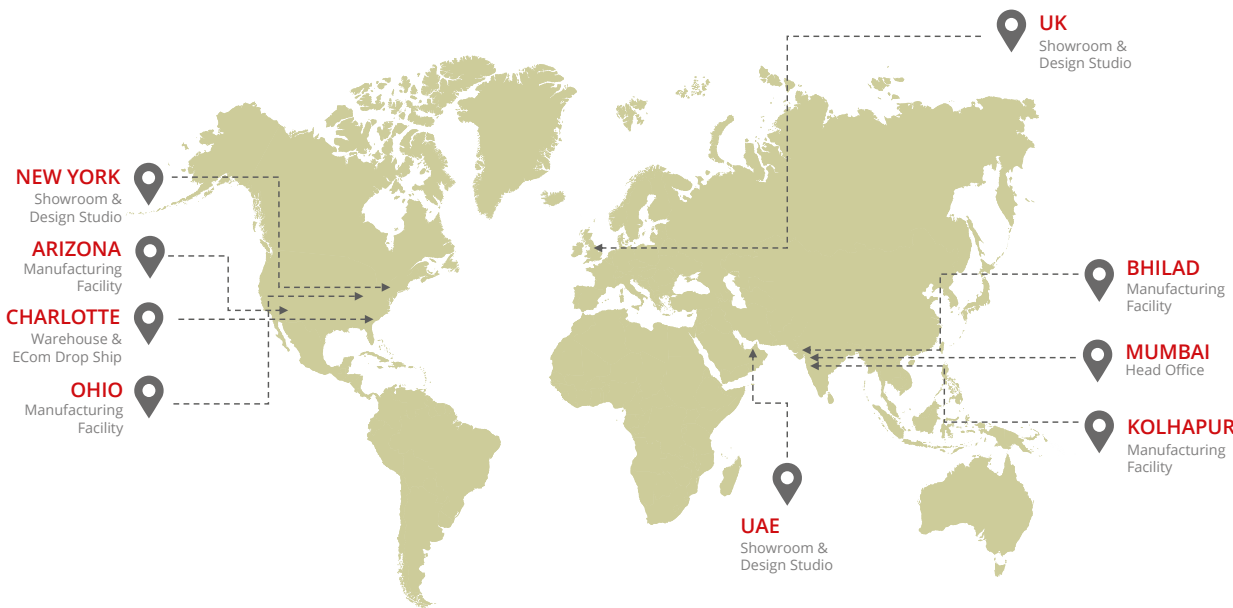 UK
Showroom &
Design Studio
NEW YORK
Showroom &
Design Studio
ARIZONA
Manufacturing
Facility
CHARLOTTE
Warehouse &
ECom Drop Ship
OHIO
Manufacturing
Facility
BHILAD
Manufacturing
Facility
MUMBAI
Head Office
KOLHAPUR
Manufacturing
Facility
UAE
Showroom &
Design Studio